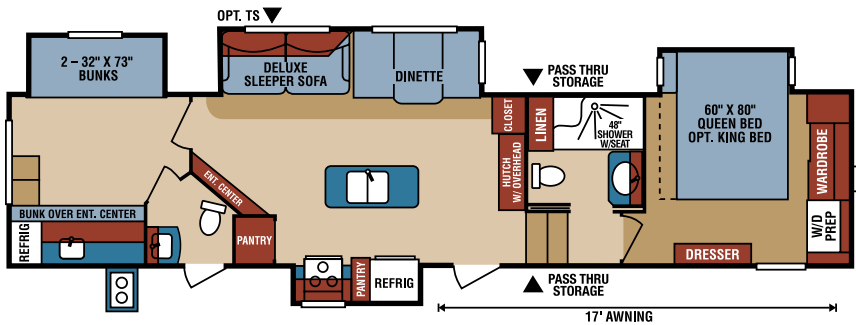 OPT. TS
2 – 32" X 73"
BUNKS
DELUXE
SLEEPER SOFA
DINETTE
PASS THRU
STORAGE
CLOSET
LINEN
48"
SHOWER
W/SEAT
60" X 80"
QUEEN BED
OPT. KING BED
WARDROBE
ENT. CENTER
HUTCH
W/ OVERHEAD
BUNK OVER ENT. CENTER
REFRIG
PANTRY
PANTRY
REFRIG
DRESSER
W/D
PREP
PASS THRU
STORAGE
17' AWNING